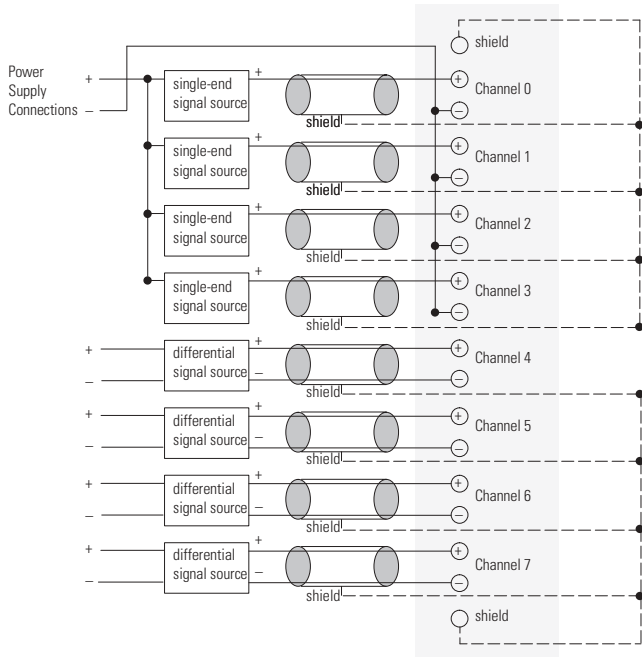 shield
Power
Supply
Connections
+
−
single-end
signal source
+
shield
+
Channel 0
−
single-end
signal source
+
shield
+
Channel 1
−
single-end
signal source
+
shield
+
Channel 2
−
single-end
signal source
+
shield
+
Channel 3
−
+
−
differential
signal source
+
−
shield
+
Channel 4
−
+
−
differential
signal source
+
−
shield
+
Channel 5
−
+
−
differential
signal source
+
−
shield
+
Channel 6
−
+
−
differential
signal source
+
−
shield
+
Channel 7
−
shield